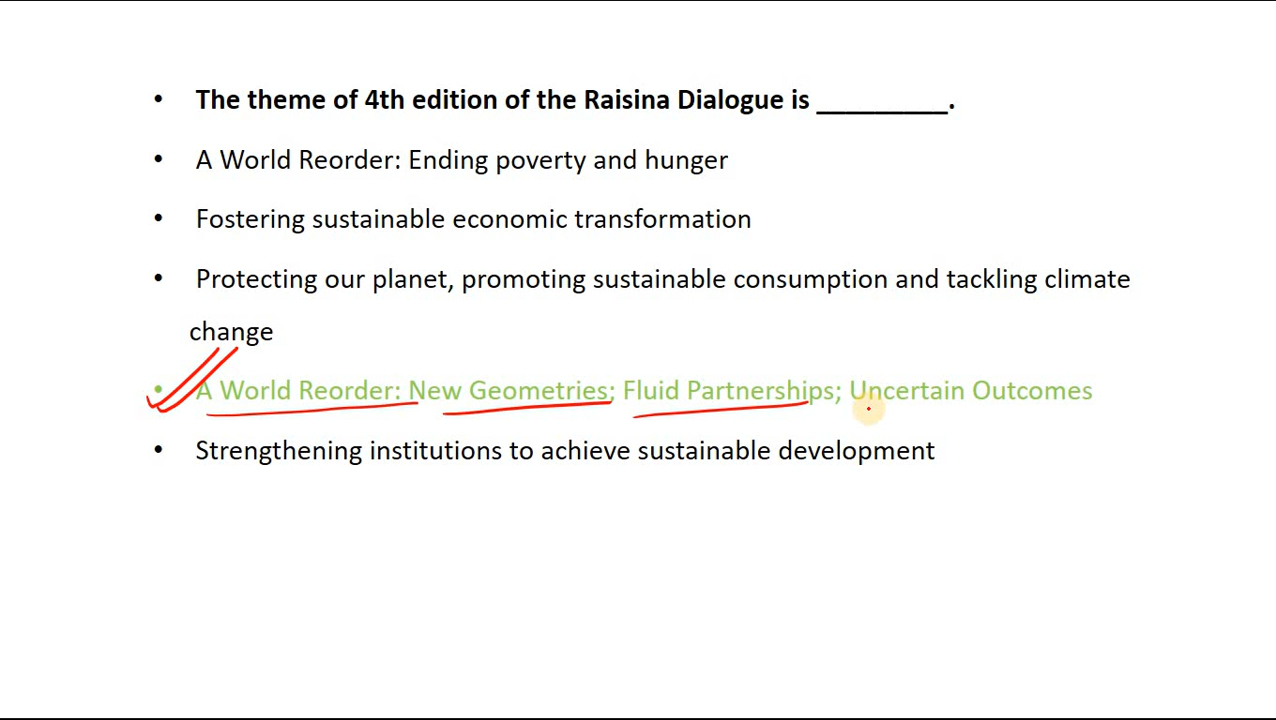 • The theme of 4th edition of the Raisina Dialogue is _________.
• A World Reorder: Ending poverty and hunger
• Fostering sustainable economic transformation
• Protecting our planet, promoting sustainable consumption and tackling climate
change
• A World Reorder: New Geometries; Fluid Partnerships; Uncertain Outcomes
• Strengthening institutions to achieve sustainable development